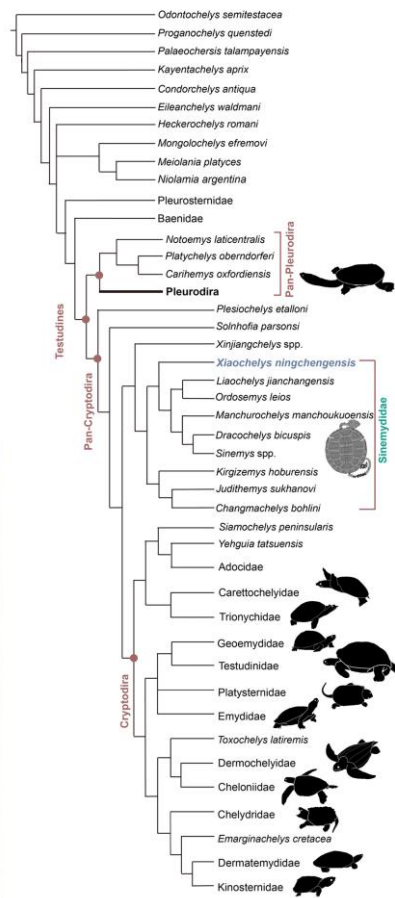 Odontochelys semitestacea
Proganochelys quenstedi
Palaeochersis talampayensis
Kayentachelys aprix
Condorchelys antiqua
Eileanchelys waldmani
Heckerochelys romani
Mongolochelys efremovi
Meiolania platyces
Niolamia argentina
Pleurosternidae
Baenidae
Notoemys laticentralis
Platychelys oberndorferi
Carihemys oxfordiensis
Pleurodira
Pan-Pleurodira
Testudines
Plesiochelys etalloni
Solnhofia parsonsi
Xinjiangchelys spp.
Pan-Cryptodira
Xiaochelys ningchengensis
Liaochelys jianchangensis
Ordosemys leios
Manchurochelys manchoukuoensis
Dracochelys bicuspis
Sinemys spp.
Kirgizemys hoburensis
Judithemys sukhanovi
Changmachelys bohlini
Sinemydidae
Siamochelys peninsularis
Yehguia tatsuensis
Adocidae
Carettochelyidae
Trionychidae
Geoemydidae
Testudinidae
Cryptodira
Platysternidae
Emydidae
Toxochelys latiremis
Dermochelyidae
Cheloniidae
Chelydridae
Emarginachelys cretacea
Dermatemydidae
Kinosternidae